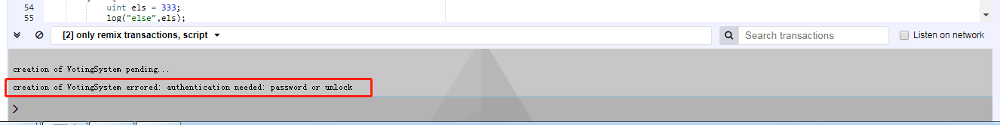 54 uint els = 333;
55 log("else",els);
[2] only remix transactions, script
Search transactions
Listen on network
creation of VotingSystem pending...
creation of VotingSystem errored: authentication needed: password or unlock
>